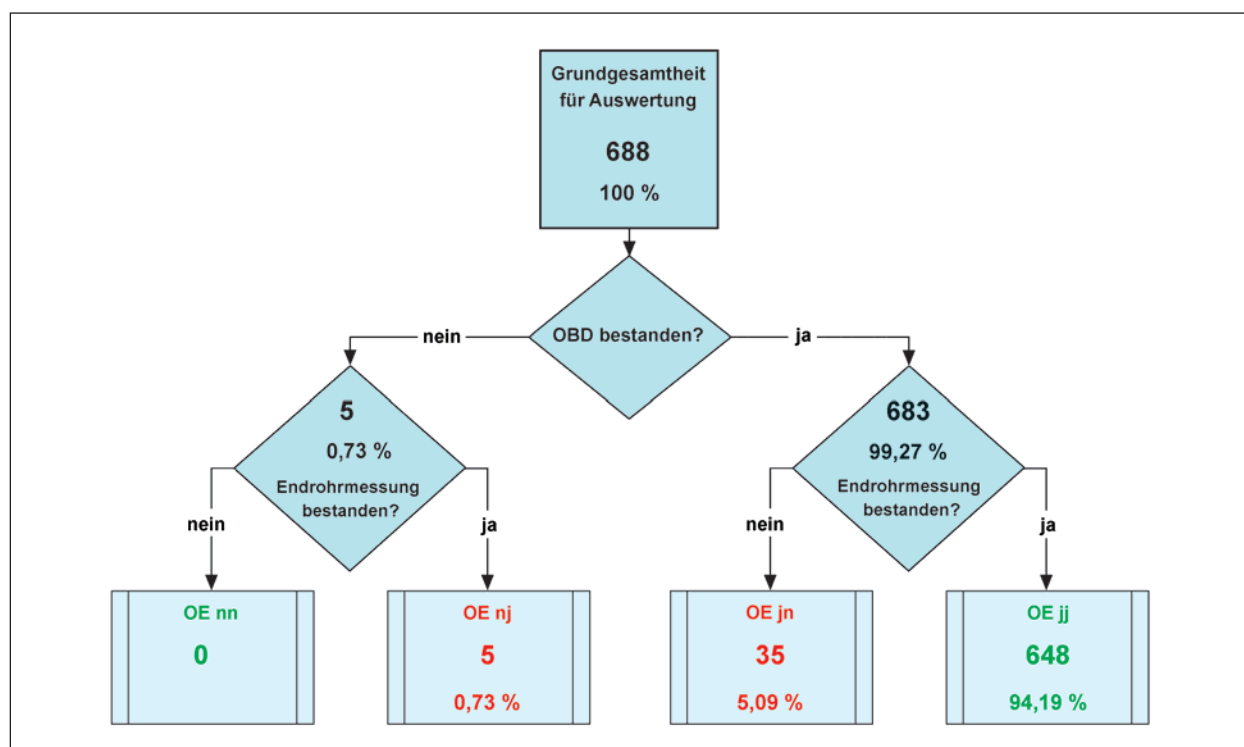 Grundgesamtheit
für Auswertung
688
100 %
OBD bestanden?
nein
ja
5
0,73 %
Endrohrmessung
bestanden?
683
99,27 %
Endrohrmessung
bestanden?
nein
ja
nein
ja
OE nn
0
OE nj
5
0,73 %
OE jn
35
5,09 %
OE jj
648
94,19 %